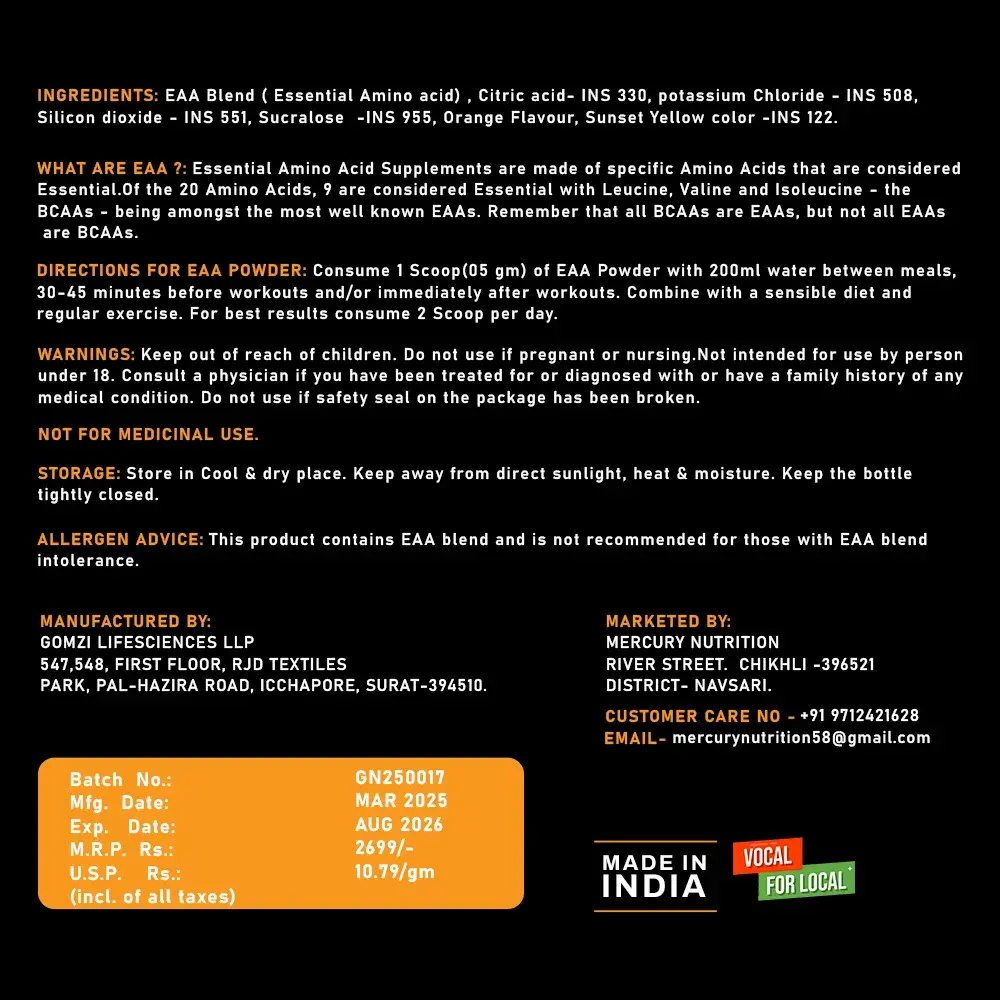 INGREDIENTS: EAA Blend ( Essential Amino acid) , Citric acid- INS 330, potassium Chloride - INS 508,
Silicon dioxide - INS 551, Sucralose -INS 955, Orange Flavour, Sunset Yellow color -INS 122.
WHAT ARE EAA ?: Essential Amino Acid Supplements are made of specific Amino Acids that are considered
Essential.Of the 20 Amino Acids, 9 are considered Essential with Leucine, Valine and Isoleucine - the
BCAAs - being amongst the most well known EAAs. Remember that all BCAAs are EAAs, but not all EAAs
are BCAAs.
DIRECTIONS FOR EAA POWDER: Consume 1 Scoop(05 gm) of EAA Powder with 200ml water between meals,
30-45 minutes before workouts and/or immediately after workouts. Combine with a sensible diet and
regular exercise. For best results consume 2 Scoop per day.
WARNINGS: Keep out of reach of children. Do not use if pregnant or nursing.Not intended for use by person
under 18. Consult a physician if you have been treated for or diagnosed with or have a family history of any
medical condition. Do not use if safety seal on the package has been broken.
NOT FOR MEDICINAL USE.
STORAGE: Store in Cool & dry place. Keep away from direct sunlight, heat & moisture. Keep the bottle
tightly closed.
ALLERGEN ADVICE: This product contains EAA blend and is not recommended for those with EAA blend
intolerance.
MANUFACTURED BY:
GOMZI LIFESCIENCES LLP
547,548, FIRST FLOOR, RJD TEXTILES
PARK, PAL-HAZIRA ROAD, ICCHAPORE, SURAT-394510.
MARKETED BY:
MERCURY NUTRITION
RIVER STREET. CHIKHLI -396521
DISTRICT- NAVSARI.
CUSTOMER CARE NO - +91 9712421628
EMAIL- mercurynutrition58@gmail.com
Batch No.: GN250017
Mfg. Date: MAR 2025
Exp. Date: AUG 2026
M.R.P. Rs.: 2699/-
U.S.P. Rs.: 10.79/gm
(incl. of all taxes)
MADE IN
INDIA
VOCAL
FOR LOCAL